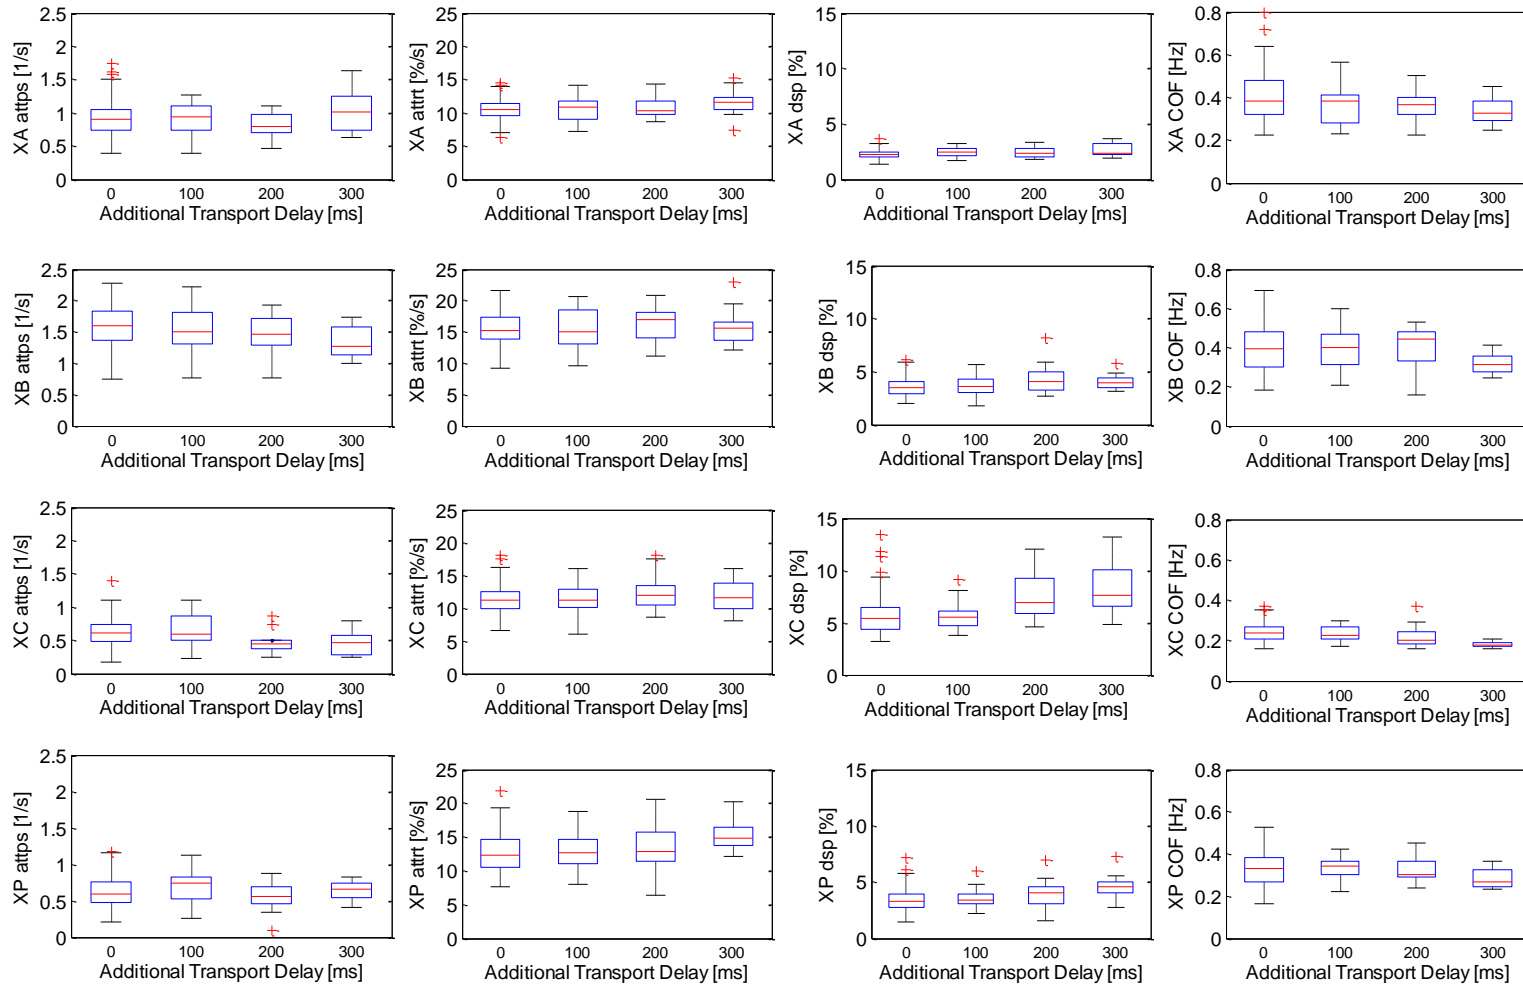 XA attps [1/s]
2.5
2
1.5
1
0.5
0
0 100 200 300
Additional Transport Delay [ms]
XA attrt [%/s]
25
20
15
10
5
0
0 100 200 300
Additional Transport Delay [ms]
XA dsp [%]
15
10
5
0
0 100 200 300
Additional Transport Delay [ms]
XA COF [Hz]
0.8
0.6
0.4
0.2
0
0 100 200 300
Additional Transport Delay [ms]
XB attps [1/s]
2.5
2
1.5
1
0.5
0
0 100 200 300
Additional Transport Delay [ms]
XB attrt [%/s]
25
20
15
10
5
0
0 100 200 300
Additional Transport Delay [ms]
XB dsp [%]
15
10
5
0
0 100 200 300
Additional Transport Delay [ms]
XB COF [Hz]
0.8
0.6
0.4
0.2
0
0 100 200 300
Additional Transport Delay [ms]
XC attps [1/s]
2.5
2
1.5
1
0.5
0
0 100 200 300
Additional Transport Delay [ms]
XC attrt [%/s]
25
20
15
10
5
0
0 100 200 300
Additional Transport Delay [ms]
XC dsp [%]
15
10
5
0
0 100 200 300
Additional Transport Delay [ms]
XC COF [Hz]
0.8
0.6
0.4
0.2
0
0 100 200 300
Additional Transport Delay [ms]
XP attps [1/s]
2.5
2
1.5
1
0.5
0
0 100 200 300
Additional Transport Delay [ms]
XP attrt [%/s]
25
20
15
10
5
0
0 100 200 300
Additional Transport Delay [ms]
XP dsp [%]
15
10
5
0
0 100 200 300
Additional Transport Delay [ms]
XP COF [Hz]
0.8
0.6
0.4
0.2
0
0 100 200 300
Additional Transport Delay [ms]